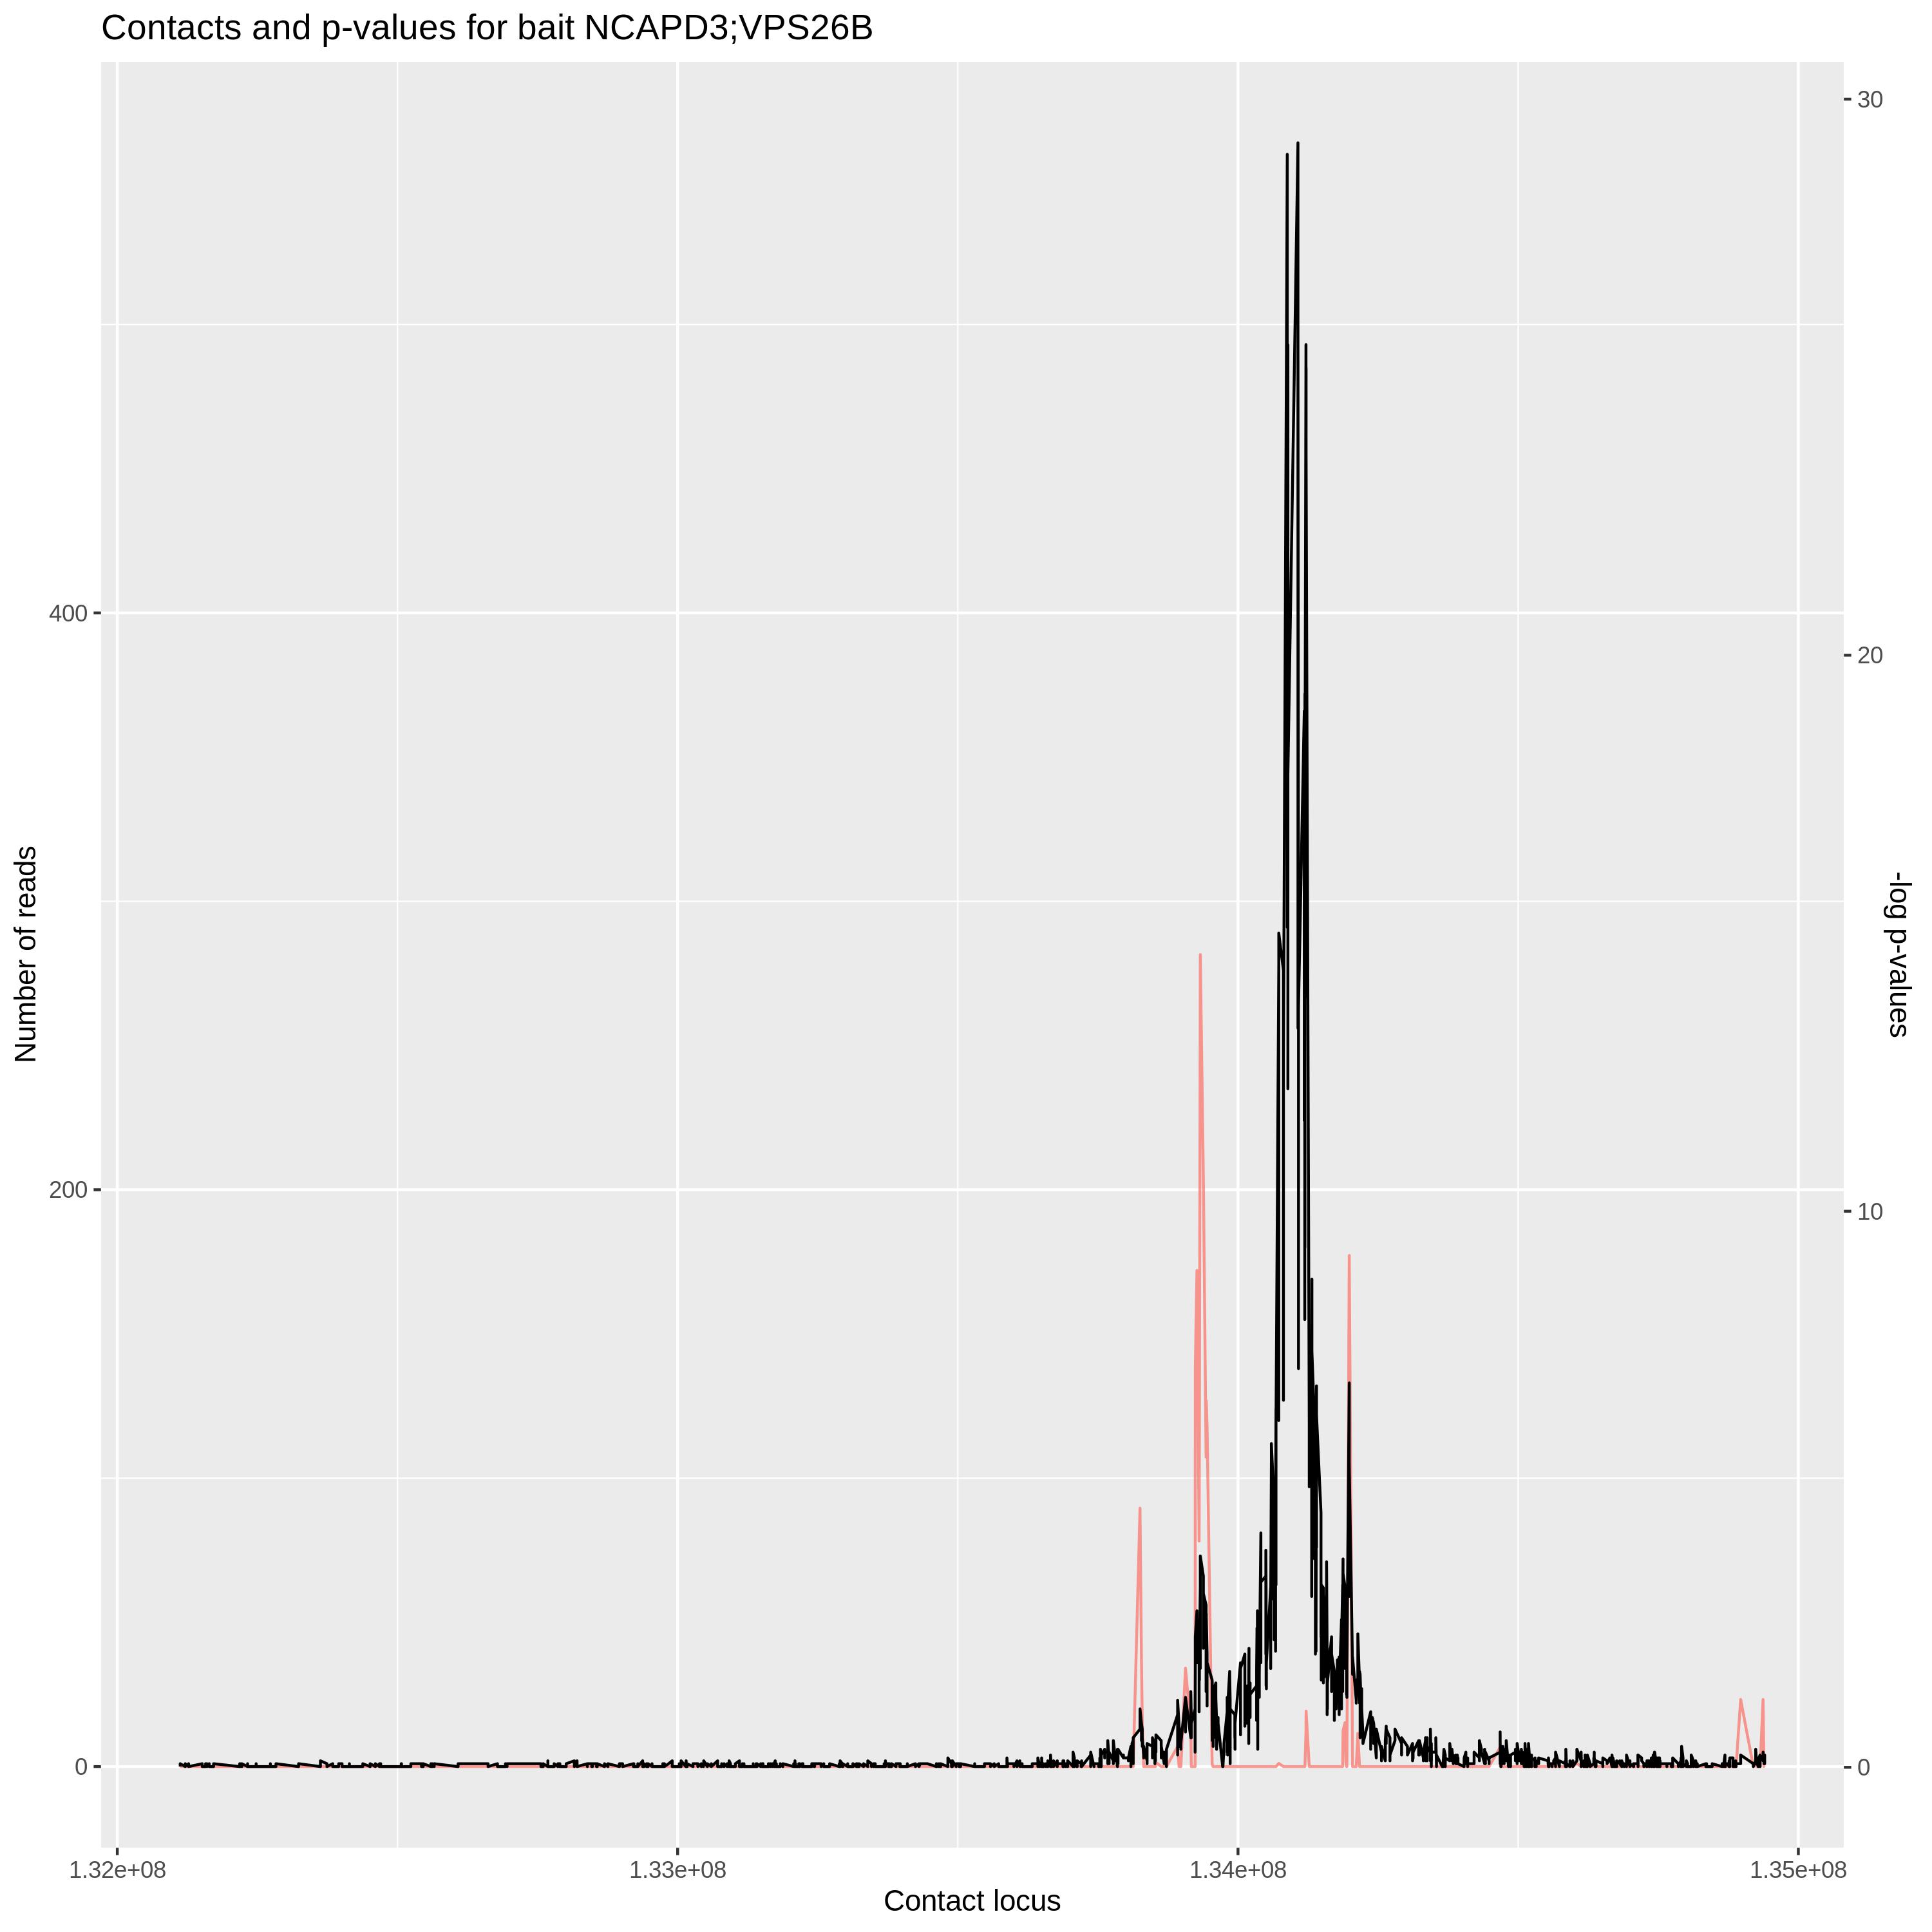 Contacts and p-values for bait NCAPD3;VPS26B
Number of reads
400
200
0
30
20
10
0
-log p-values
1.32e+08 1.33e+08 1.34e+08 1.35e+08
Contact locus